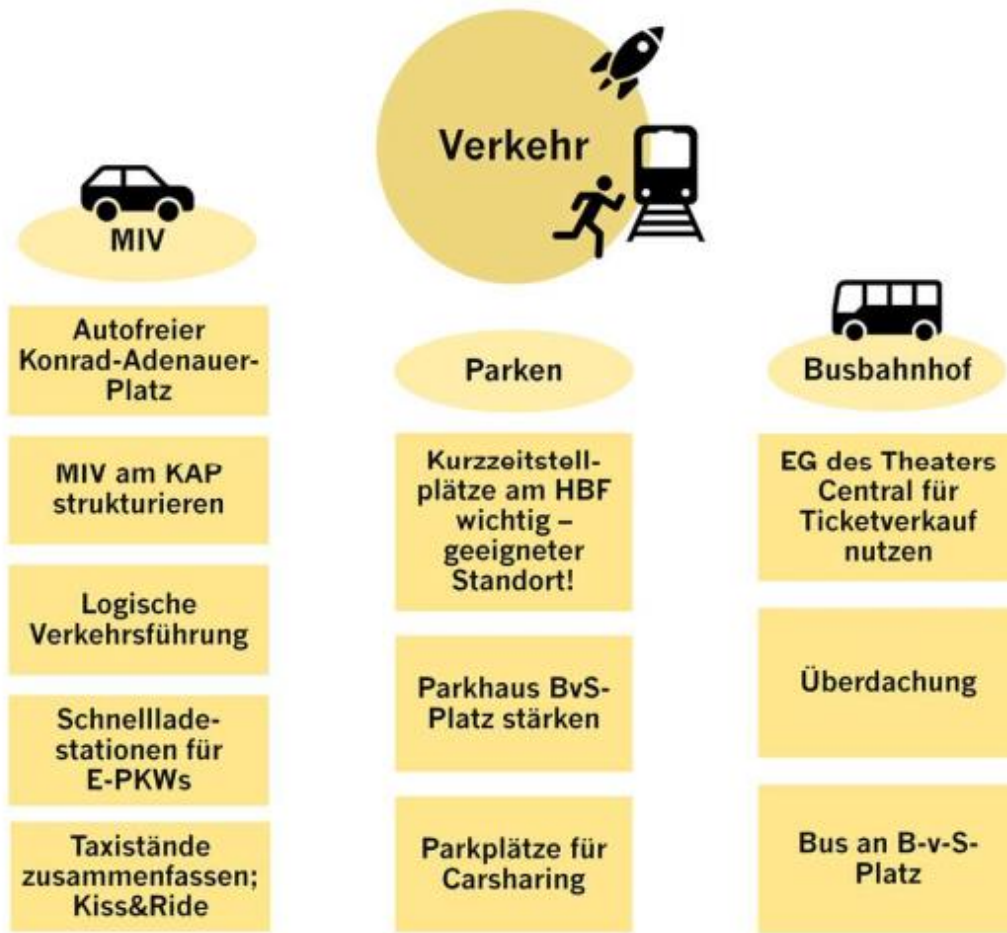 Verkehr
MIV
Autofreier
Konrad-Adenauer-
Platz
MIV am KAP
strukturieren
Logische
Verkehrsführung
Schnelllade-
stationen für
E-PKWs
Taxistände
zusammenfassen;
Kiss&Ride
Parken
Kurzzeitstell-
plätze am HBF
wichtig –
geeigneter
Standort!
Parkhaus BvS-
Platz stärken
Parkplätze für
Carsharing
Busbahnhof
EG des Theaters
Central für
Ticketverkauf
nutzen
Überdachung
Bus an B-v-S-
Platz